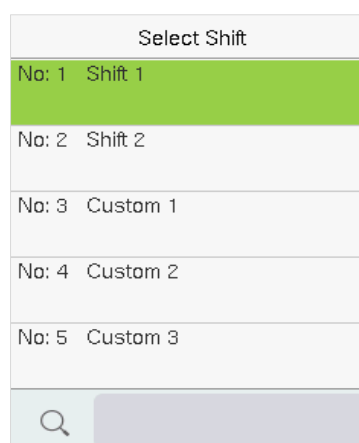 Select Shift
No: 1 Shift 1
No: 2 Shift 2
No: 3 Custom 1
No: 4 Custom 2
No: 5 Custom 3